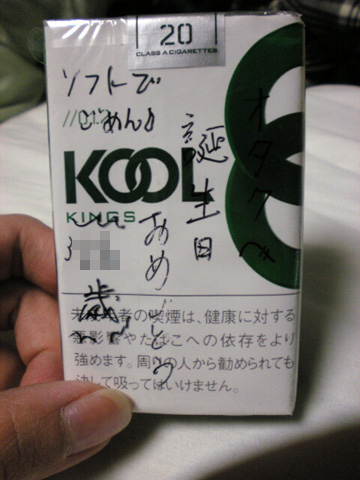 20
CLASS A CIGARETTES
オタクへ
誕生日
おめでとう
ソフトで
ごめんね
KOOL
KINGS
歳
未成年者の喫煙は、健康に対する
悪影響やたばこへの依存をより
強めます。周りの人から勧められても
決して吸ってはいけません。